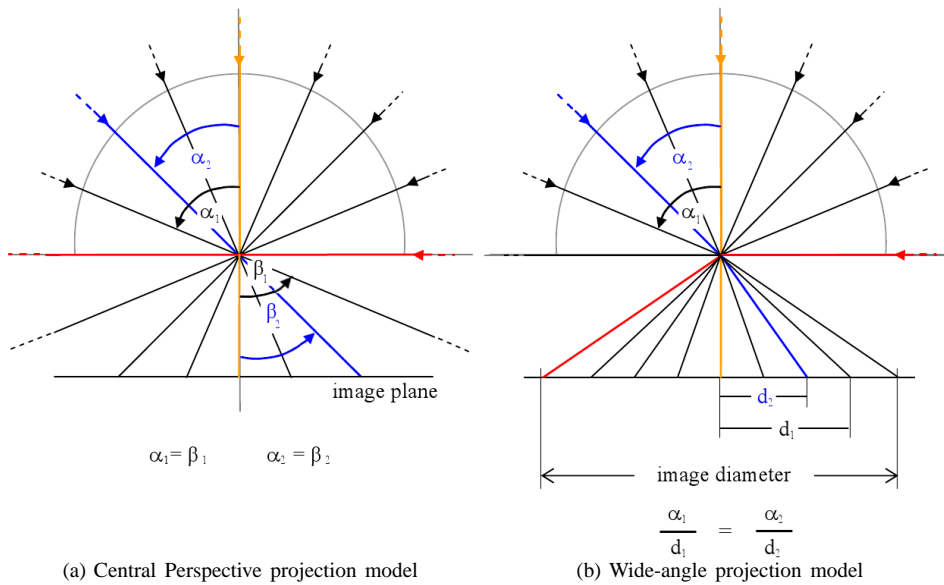 α₂
α₁
β₁
β₂
image plane
α₁= β₁ α₂ = β₂
(a) Central Perspective projection model
α₂
α₁
d₂
d₁
image diameter
α₁ / d₁ = α₂ / d₂
(b) Wide-angle projection model